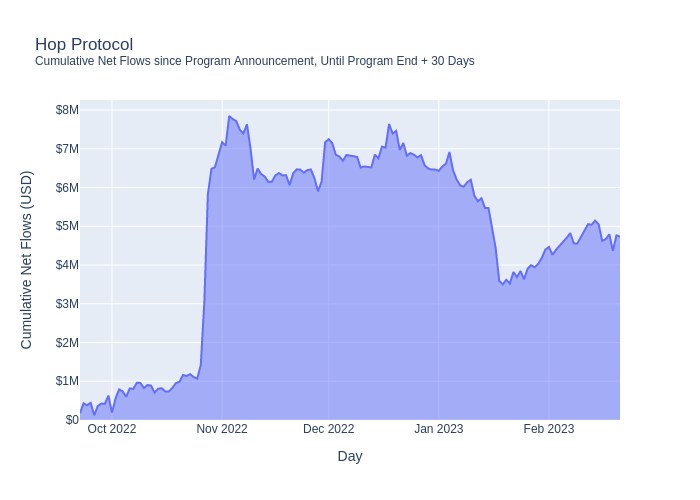 Hop Protocol
Cumulative Net Flows since Program Announcement, Until Program End + 30 Days
Cumulative Net Flows (USD)
$8M
$7M
$6M
$5M
$4M
$3M
$2M
$1M
$0
Oct 2022
Nov 2022
Dec 2022
Jan 2023
Feb 2023
Day